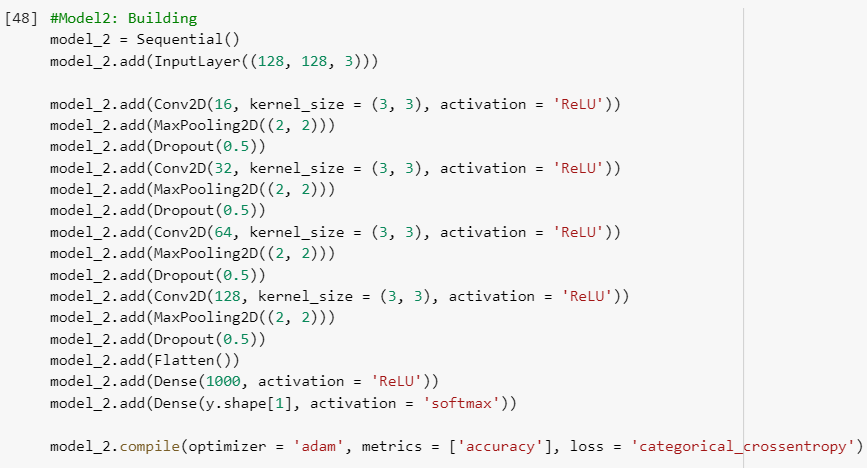 [48] #Model2: Building
model_2 = Sequential()
model_2.add(InputLayer((128, 128, 3)))
model_2.add(Conv2D(16, kernel_size = (3, 3), activation = 'ReLU'))
model_2.add(MaxPooling2D((2, 2)))
model_2.add(Dropout(0.5))
model_2.add(Conv2D(32, kernel_size = (3, 3), activation = 'ReLU'))
model_2.add(MaxPooling2D((2, 2)))
model_2.add(Dropout(0.5))
model_2.add(Conv2D(64, kernel_size = (3, 3), activation = 'ReLU'))
model_2.add(MaxPooling2D((2, 2)))
model_2.add(Dropout(0.5))
model_2.add(Conv2D(128, kernel_size = (3, 3), activation = 'ReLU'))
model_2.add(MaxPooling2D((2, 2)))
model_2.add(Dropout(0.5))
model_2.add(Flatten())
model_2.add(Dense(1000, activation = 'ReLU'))
model_2.add(Dense(y.shape[1], activation = 'softmax'))
model_2.compile(optimizer = 'adam', metrics = ['accuracy'], loss = 'categorical_crossentropy')